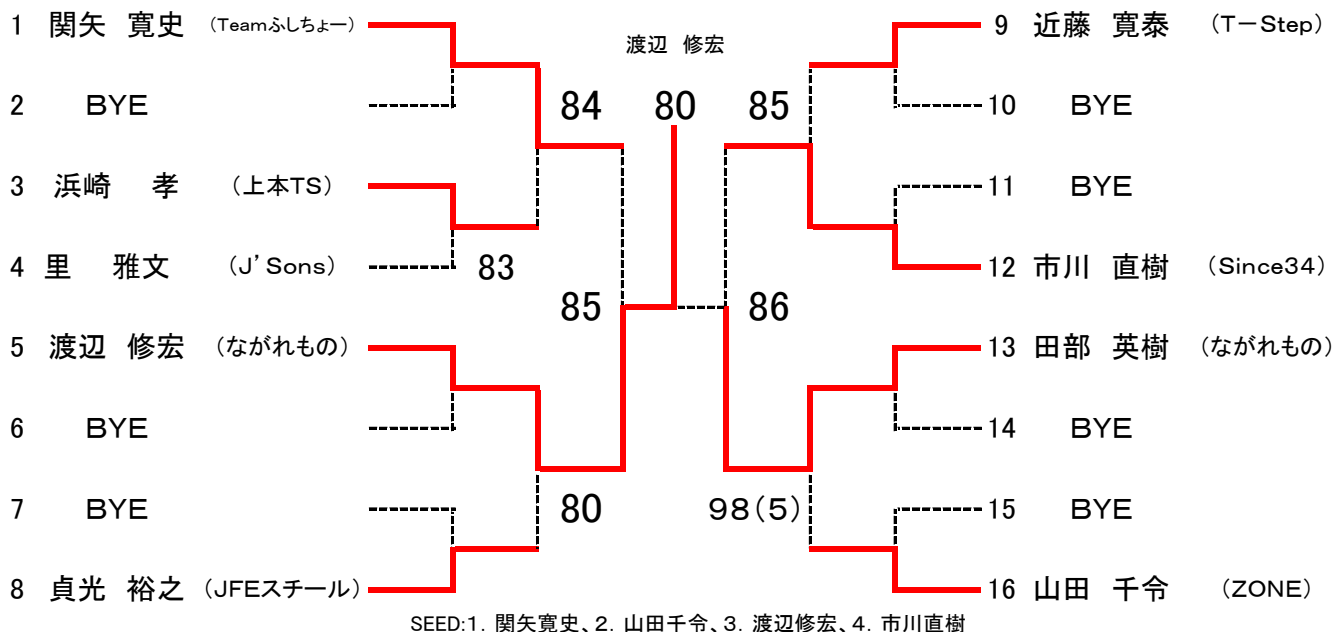 1 関矢 寛史 (Teamふしちょー)
2 BYE
3 浜崎 孝 (上本TS)
4 里 雅文 (J'Sons)
5 渡辺 修宏 (ながれもの)
6 BYE
7 BYE
8 貞光 裕之 (JFEスチール)
84
83
85
80
渡辺 修宏
80
85
86
98(5)
9 近藤 寛泰 (T-Step)
10 BYE
11 BYE
12 市川 直樹 (Since34)
13 田部 英樹 (ながれもの)
14 BYE
15 BYE
16 山田 千令 (ZONE)
SEED:1. 関矢寛史、2. 山田千令、3. 渡辺修宏、4. 市川直樹